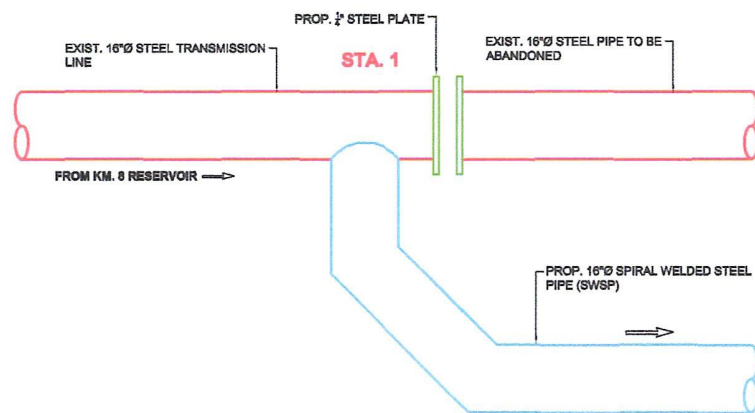 PROP. ¼" STEEL PLATE
EXIST. 16"Ø STEEL TRANSMISSION
LINE
STA. 1
EXIST. 16"Ø STEEL PIPE TO BE
ABANDONED
FROM KM. 8 RESERVOIR
PROP. 16"Ø SPIRAL WELDED STEEL
PIPE (SWSP)